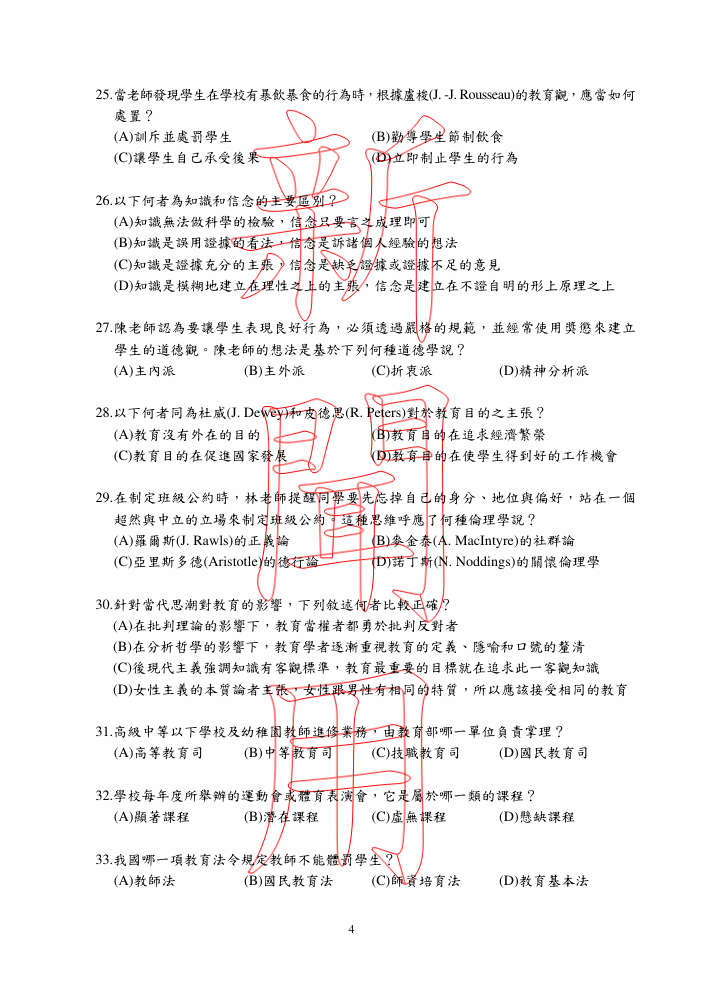 25.當老師發現學生在學校有暴飲暴食的行為時，根據盧梭(J. -J. Rousseau)的教育觀，應當如何
處置？
(A)訓斥並處罰學生 (B)勸導學生節制飲食
(C)讓學生自己承受後果 (D)立即制止學生的行為
26.以下何者為知識和信念的主要區別？
(A)知識無法做科學的檢驗，信念只要言之成理即可
(B)知識是誤用證據的看法，信念是訴諸個人經驗的想法
(C)知識是證據充分的主張，信念是缺乏證據或證據不足的意見
(D)知識是模糊地建立在理性之上的主張，信念是建立在不證自明的形上原理之上
27.陳老師認為要讓學生表現良好行為，必須透過嚴格的規範，並經常使用獎懲來建立
學生的道德觀。陳老師的想法是基於下列何種道德學說？
(A)主內派 (B)主外派 (C)折衷派 (D)精神分析派
28.以下何者同為杜威(J. Dewey)和皮德思(R. Peters)對於教育目的之主張？
(A)教育沒有外在的目的 (B)教育目的在追求經濟繁榮
(C)教育目的在促進國家發展 (D)教育目的在使學生得到好的工作機會
29.在制定班級公約時，林老師提醒同學要先忘掉自己的身分、地位與偏好，站在一個
超然與中立的立場來制定班級公約。這種思維呼應了何種倫理學說？
(A)羅爾斯(J. Rawls)的正義論 (B)麥金泰(A. MacIntyre)的社群論
(C)亞里斯多德(Aristotle)的德行論 (D)諾丁斯(N. Noddings)的關懷倫理學
30.針對當代思潮對教育的影響，下列敘述何者比較正確？
(A)在批判理論的影響下，教育當權者都勇於批判反對者
(B)在分析哲學的影響下，教育學者逐漸重視教育的定義、隱喻和口號的釐清
(C)後現代主義強調知識有客觀標準，教育最重要的目標就在追求此一客觀知識
(D)女性主義的本質論者主張，女性跟男性有相同的特質，所以應該接受相同的教育
31.高級中等以下學校及幼稚園教師進修業務，由教育部哪一單位負責掌理？
(A)高等教育司 (B)中等教育司 (C)技職教育司 (D)國民教育司
32.學校每年度所舉辦的運動會或體育表演會，它是屬於哪一類的課程？
(A)顯著課程 (B)潛在課程 (C)虛無課程 (D)懸缺課程
33.我國哪一項教育法令規定教師不能體罰學生？
(A)教師法 (B)國民教育法 (C)師資培育法 (D)教育基本法
4
新
聞
用